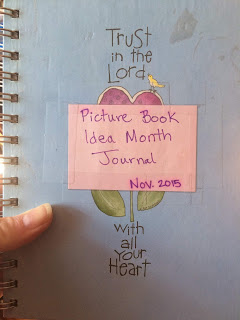 Trust
in the
Lord
Picture Book
Idea Month
Journal
Nov. 2015
with
all
Your
Heart